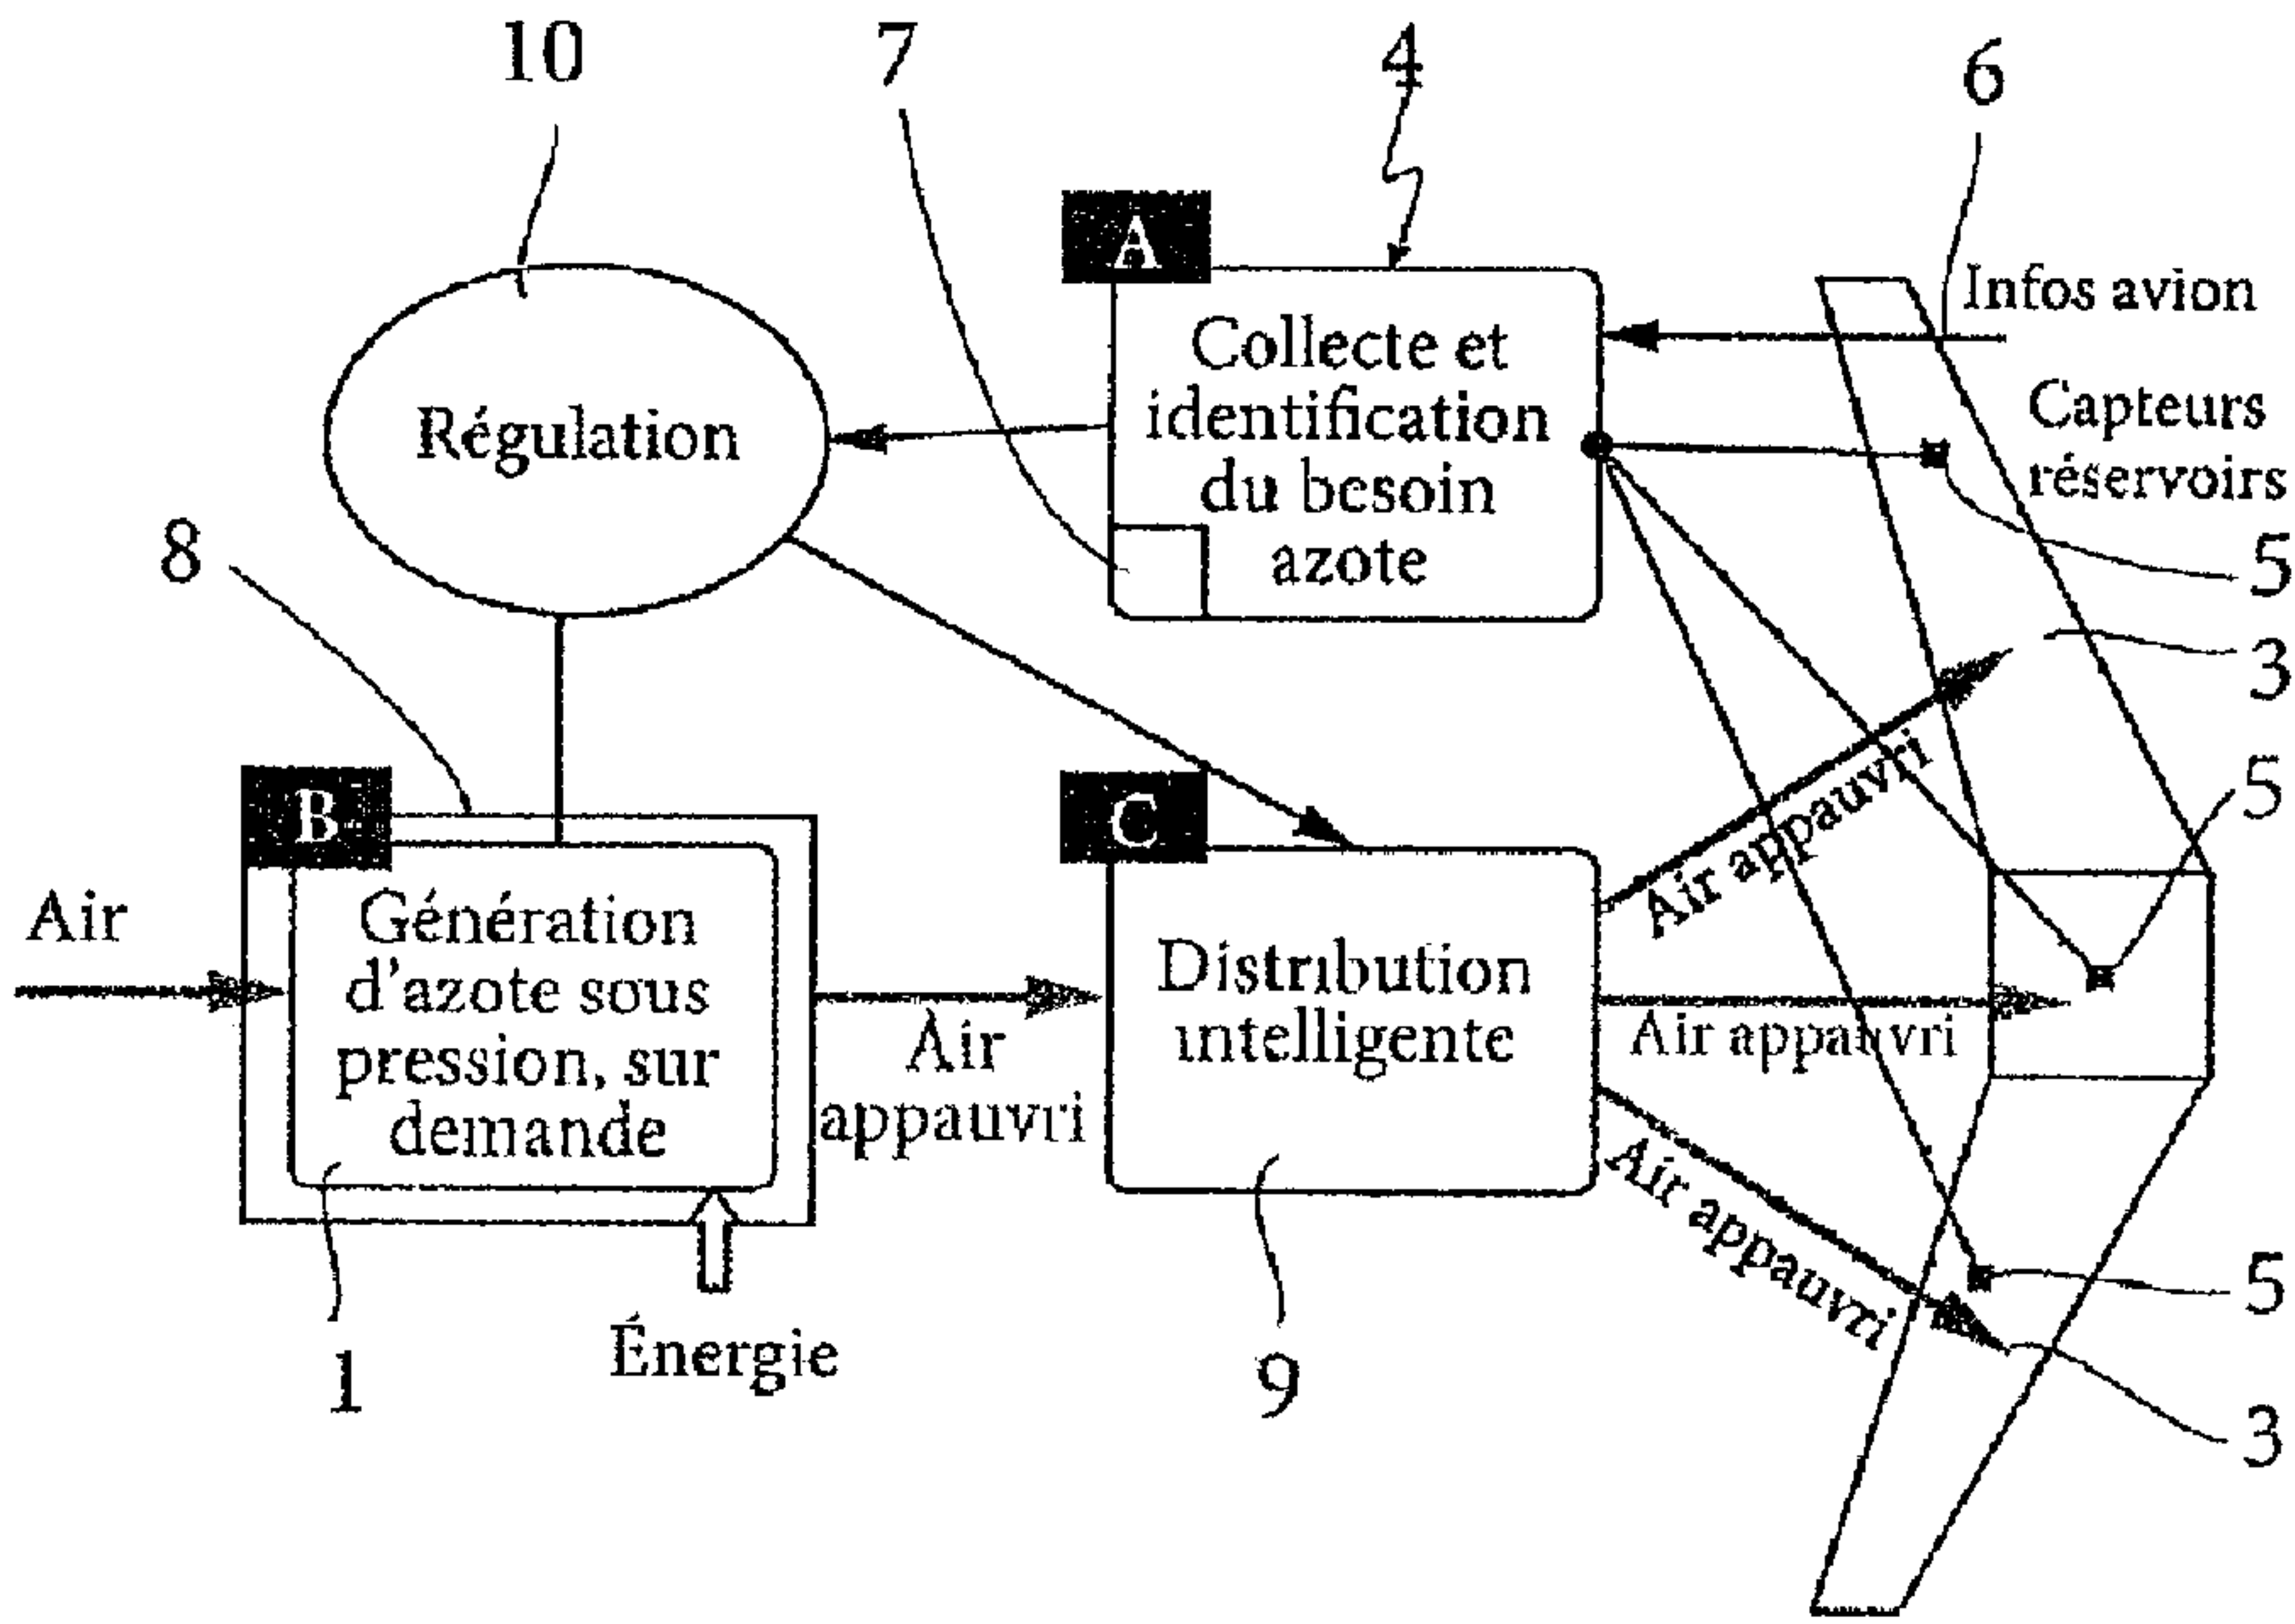 10
7
4
6
A
Infos avion
Collecte et
identification
du besoin
azote
Régulation
Capteurs
réservoirs
5
3
8
5
B
C
Air
Génération
d'azote sous
pression, sur
demande
Air
appauvri
Distribution
intelligente
Air appauvri
Air appauvri
Air appauvri
5
3
1
Énergie
9